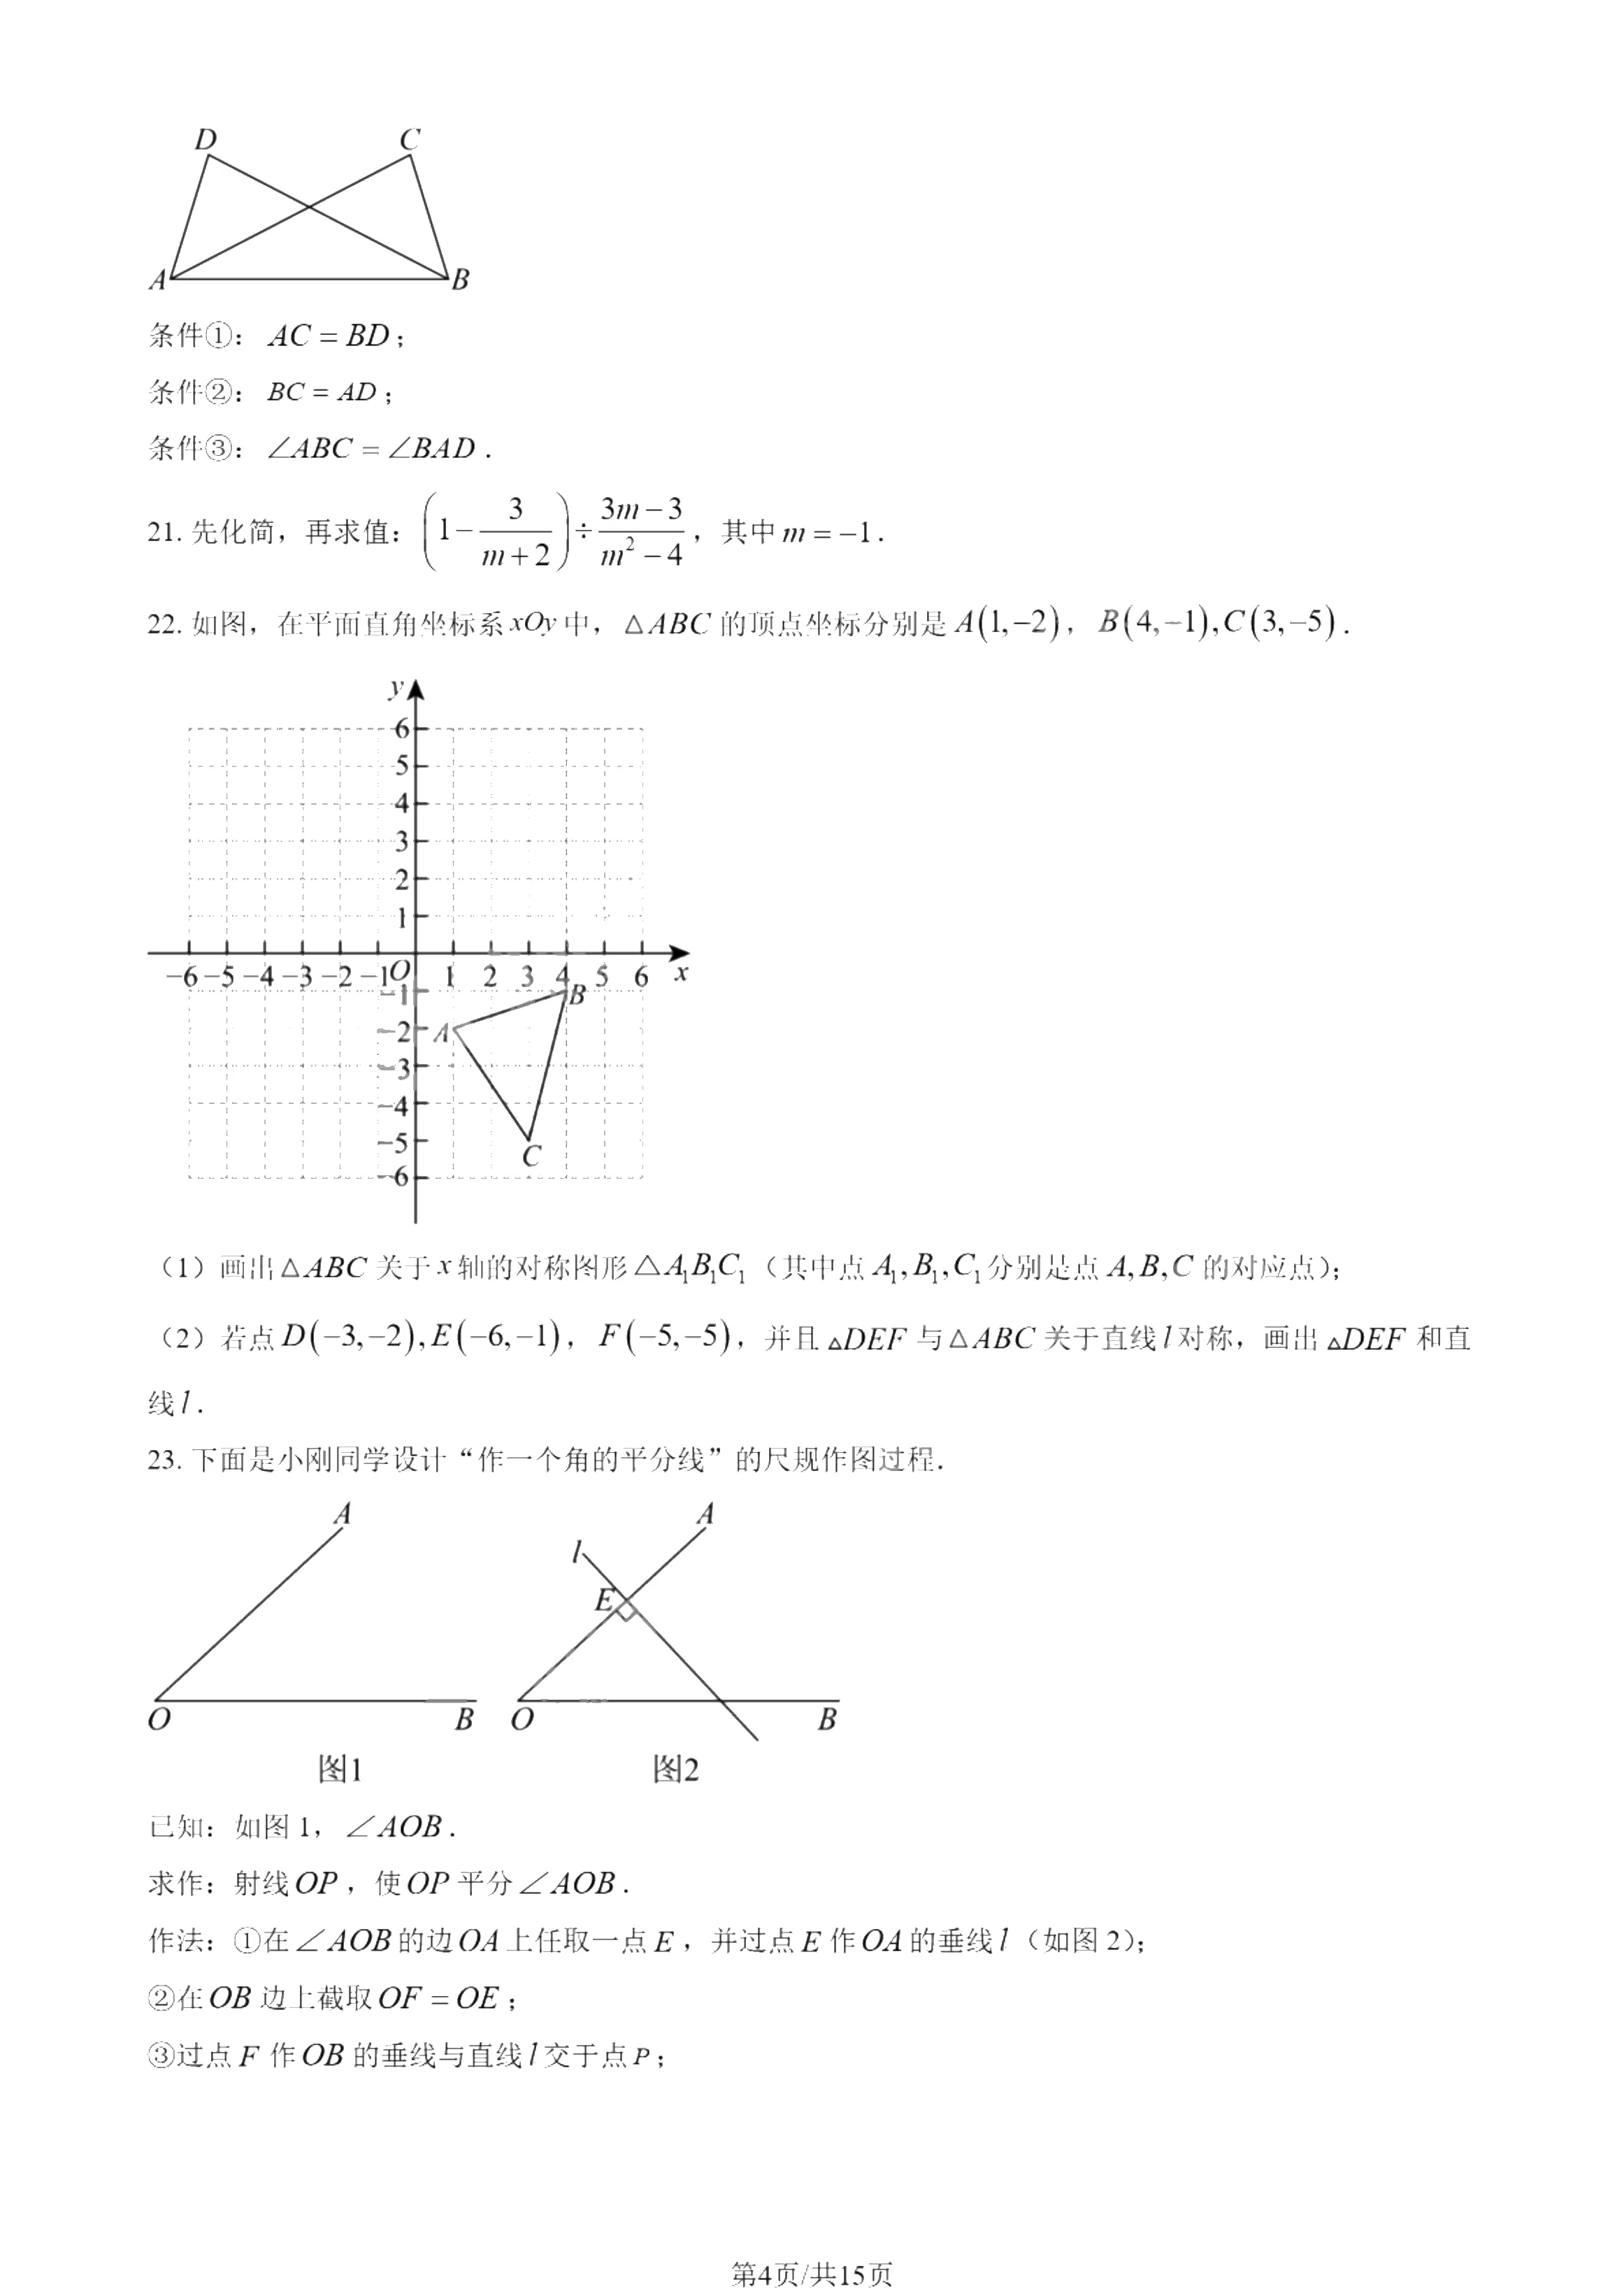 D C
A B
条件①： AC = BD；
条件②： BC = AD；
条件③： ∠ABC = ∠BAD．
21. 先化简，再求值：(1 − 3/(m+2)) ÷ (3m−3)/(m²−4)，其中 m = −1．
22. 如图，在平面直角坐标系 xOy 中，△ABC 的顶点坐标分别是 A(1,−2)，B(4,−1),C(3,−5)．
y
6
5
4
3
2
1
−6 −5 −4 −3 −2 −1 O 1 2 3 4 5 6 x
−1 B
−2 A
−3
−4
−5
C
−6
（1）画出 △ABC 关于 x 轴的对称图形 △A₁B₁C₁（其中点 A₁,B₁,C₁ 分别是点 A,B,C 的对应点）；
（2）若点 D(−3,−2),E(−6,−1)，F(−5,−5)，并且 △DEF 与 △ABC 关于直线 l 对称，画出 △DEF 和直
线 l．
23. 下面是小刚同学设计“作一个角的平分线”的尺规作图过程．
A A
l
E
O B O B
图1 图2
已知：如图 1，∠AOB．
求作：射线 OP，使 OP 平分 ∠AOB．
作法：①在 ∠AOB 的边 OA 上任取一点 E，并过点 E 作 OA 的垂线 l（如图 2）；
②在 OB 边上截取 OF = OE；
③过点 F 作 OB 的垂线与直线 l 交于点 P；
第4页/共15页